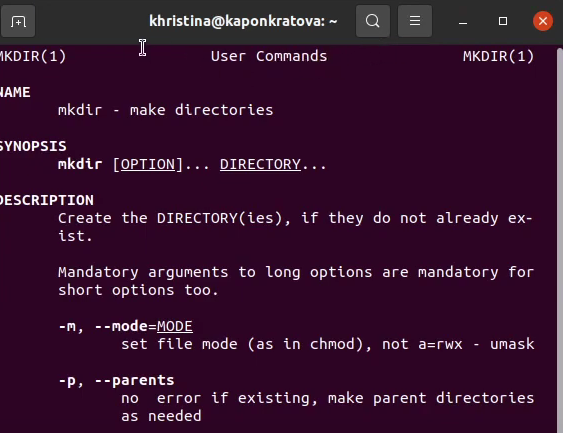 khristina@kaponkratova: ~
MKDIR(1) User Commands MKDIR(1)
NAME
mkdir - make directories
SYNOPSIS
mkdir [OPTION]... DIRECTORY...
DESCRIPTION
Create the DIRECTORY(ies), if they do not already ex-
ist.
Mandatory arguments to long options are mandatory for
short options too.
-m, --mode=MODE
set file mode (as in chmod), not a=rwx - umask
-p, --parents
no error if existing, make parent directories
as needed